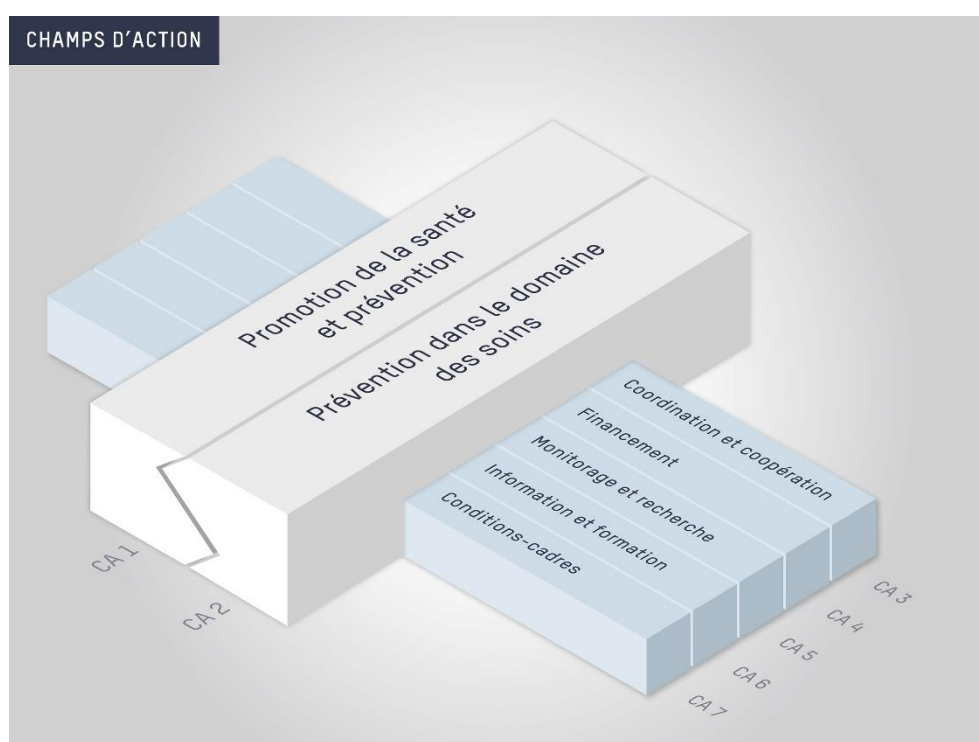 CHAMPS D'ACTION
Promotion de la santé
et prévention
Prévention dans le domaine
des soins
Coordination et coopération
Financement
Monitorage et recherche
Information et formation
Conditions-cadres
CA 1
CA 2
CA 3
CA 4
CA 5
CA 6
CA 7